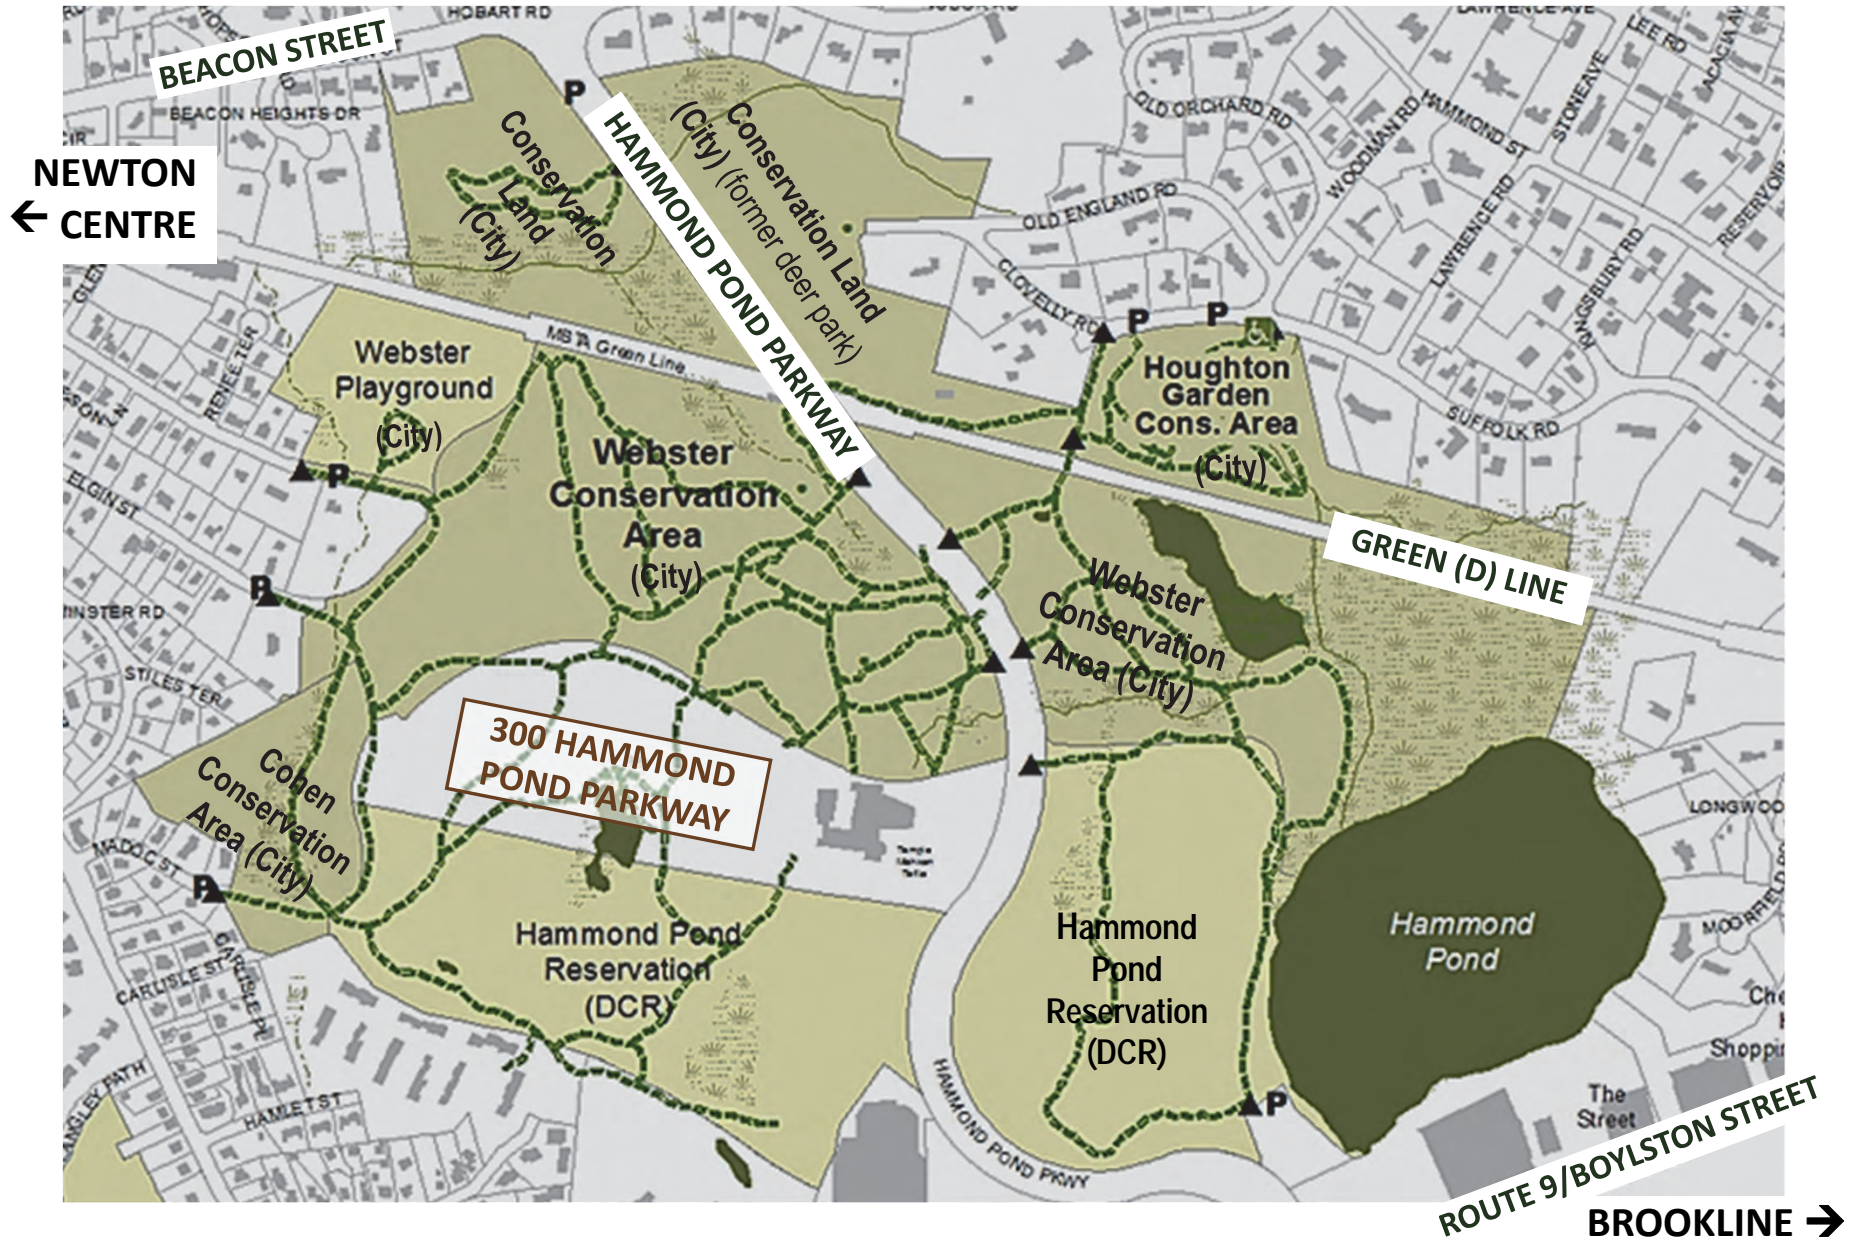 HOBART RD
LAWRENCE AVE
LEE RD
BEACON STREET
BEACON HEIGHTS DR
P
OLD ORCHARD RD
HAMMOND ST
STONE AVE
WOODMAN RD
NEWTON
← CENTRE
Conservation
Land
(City)
HAMMOND POND PARKWAY
Conservation Land
(City) (former deer park)
OLD ENGLAND RD
LAWRENCE RD
KINGSBURY RD
CLOVELLY RD
P
P
RENEE TER
Webster
Playground
(City)
MBTA Green Line
Houghton
Garden
Cons. Area
(City)
SUFFOLK RD
P
ELGIN ST
Webster
Conservation
Area
(City)
GREEN (D) LINE
P
Webster
Conservation
Area (City)
STILES TER
300 HAMMOND
POND PARKWAY
Cohen
Conservation
Area (City)
MADOC ST
P
Hammond Pond
Reservation
(DCR)
Hammond
Pond
Reservation
(DCR)
Hammond
Pond
CARLISLE ST
HAMLET ST
HAMMOND POND PKWY
P
The
Street
ROUTE 9/BOYLSTON STREET
BROOKLINE →